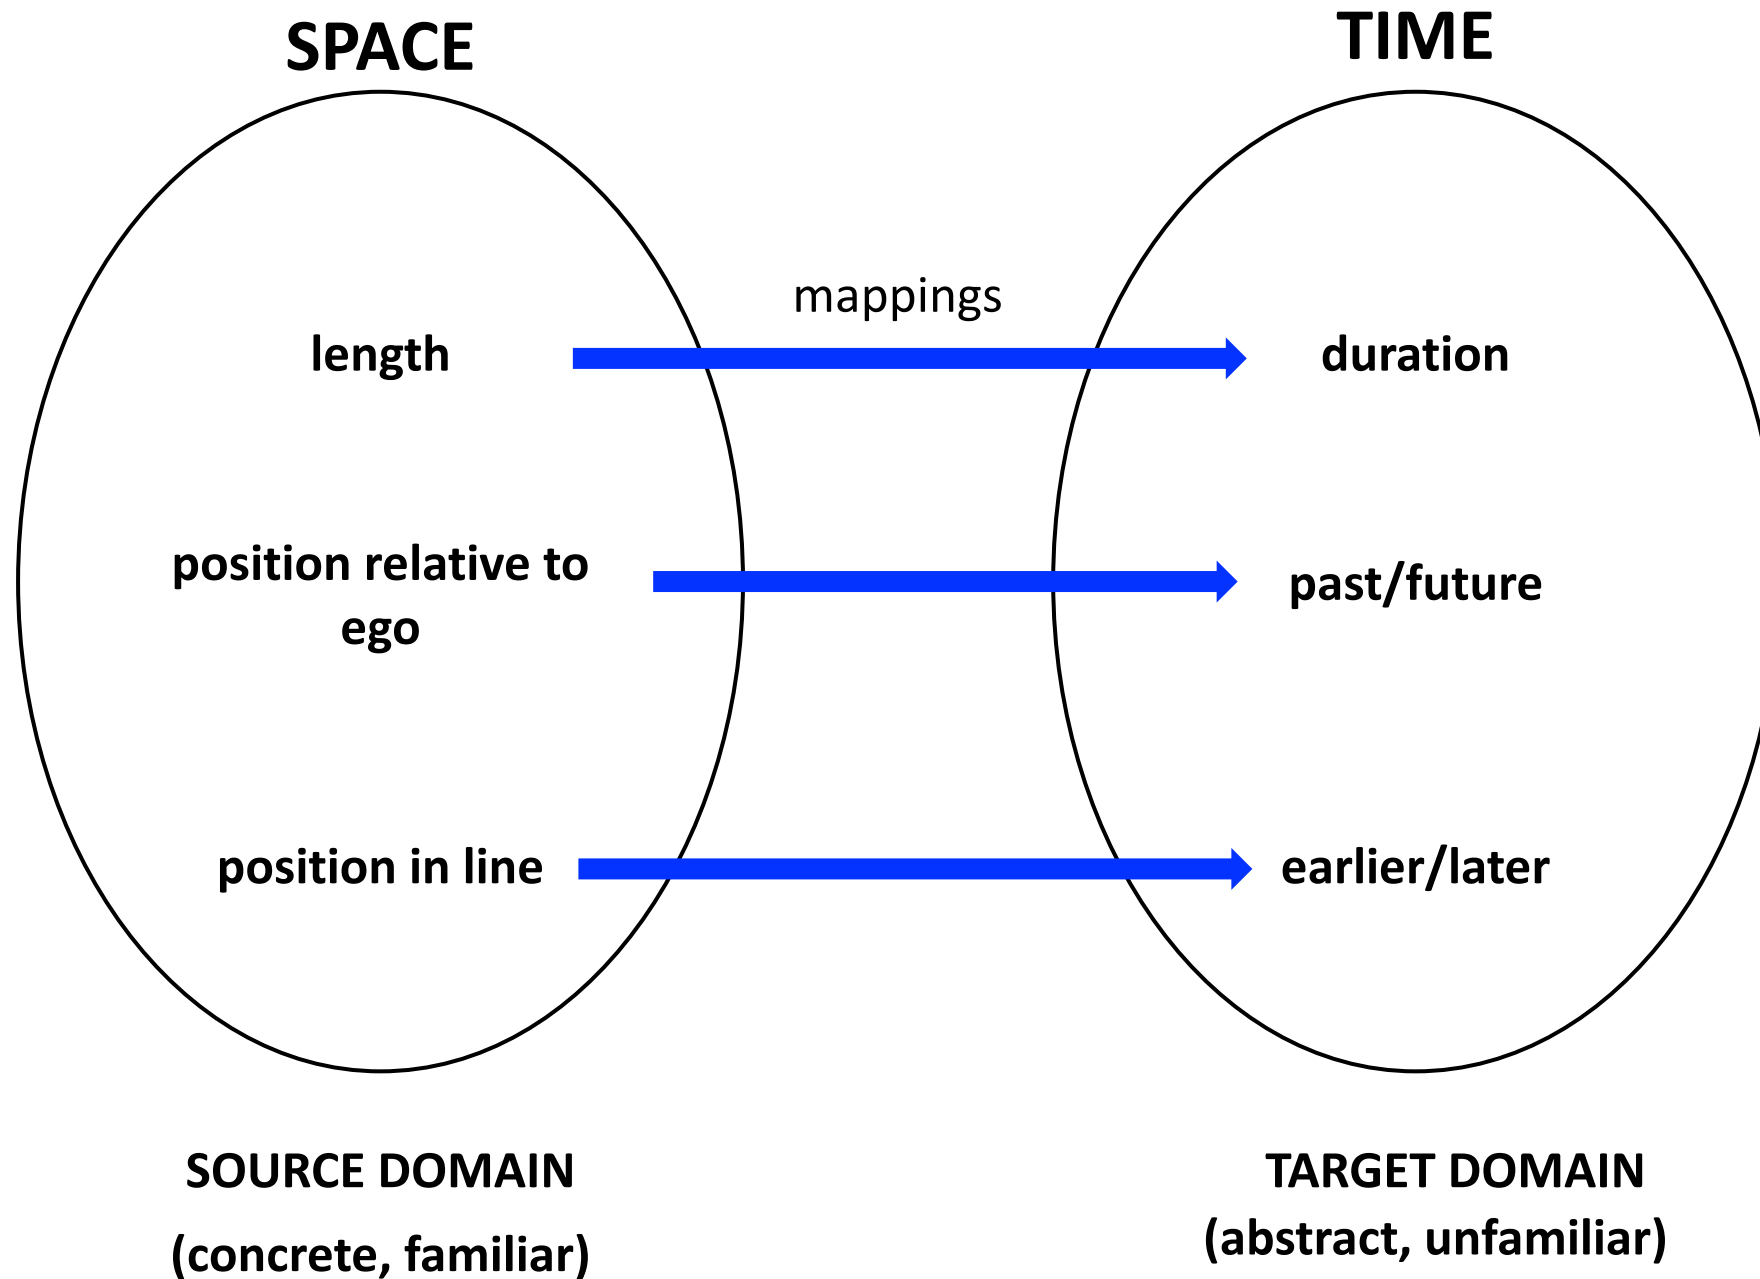 SPACE
TIME
mappings
length
duration
position relative to
ego
past/future
position in line
earlier/later
SOURCE DOMAIN
(concrete, familiar)
TARGET DOMAIN
(abstract, unfamiliar)